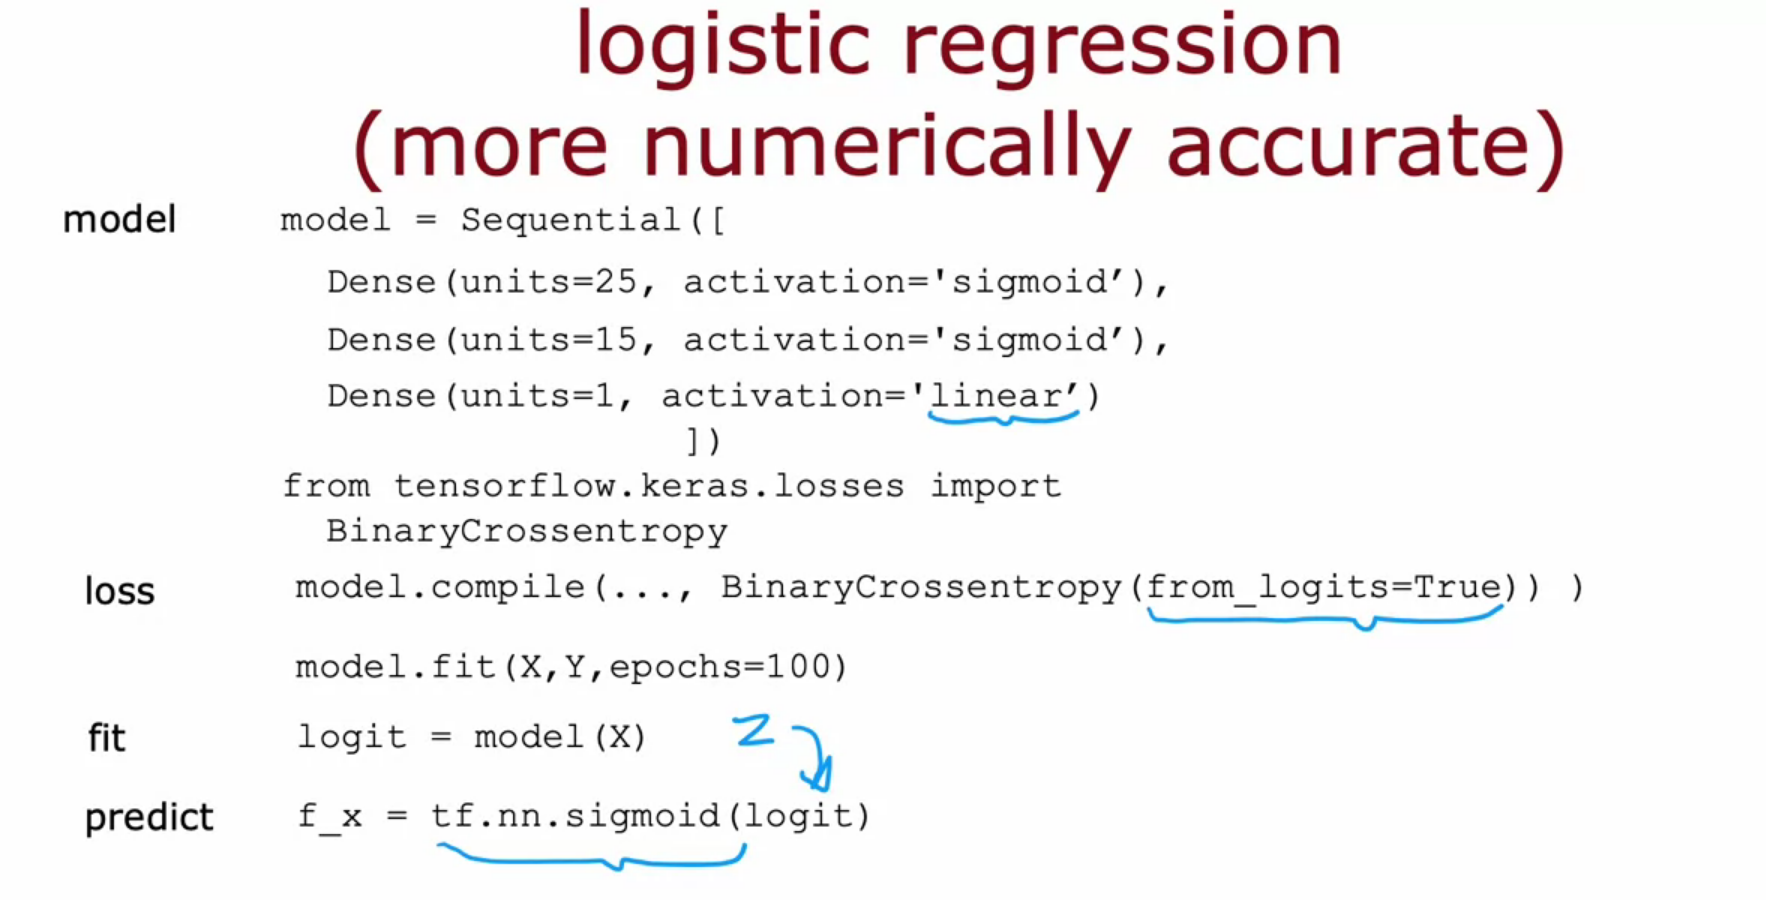 logistic regression
(more numerically accurate)
model model = Sequential([
Dense(units=25, activation='sigmoid’),
Dense(units=15, activation='sigmoid’),
Dense(units=1, activation='linear’)
])
from tensorflow.keras.losses import
BinaryCrossentropy
loss model.compile(..., BinaryCrossentropy(from_logits=True)) )
model.fit(X,Y,epochs=100)
fit logit = model(X) z
predict f_x = tf.nn.sigmoid(logit)